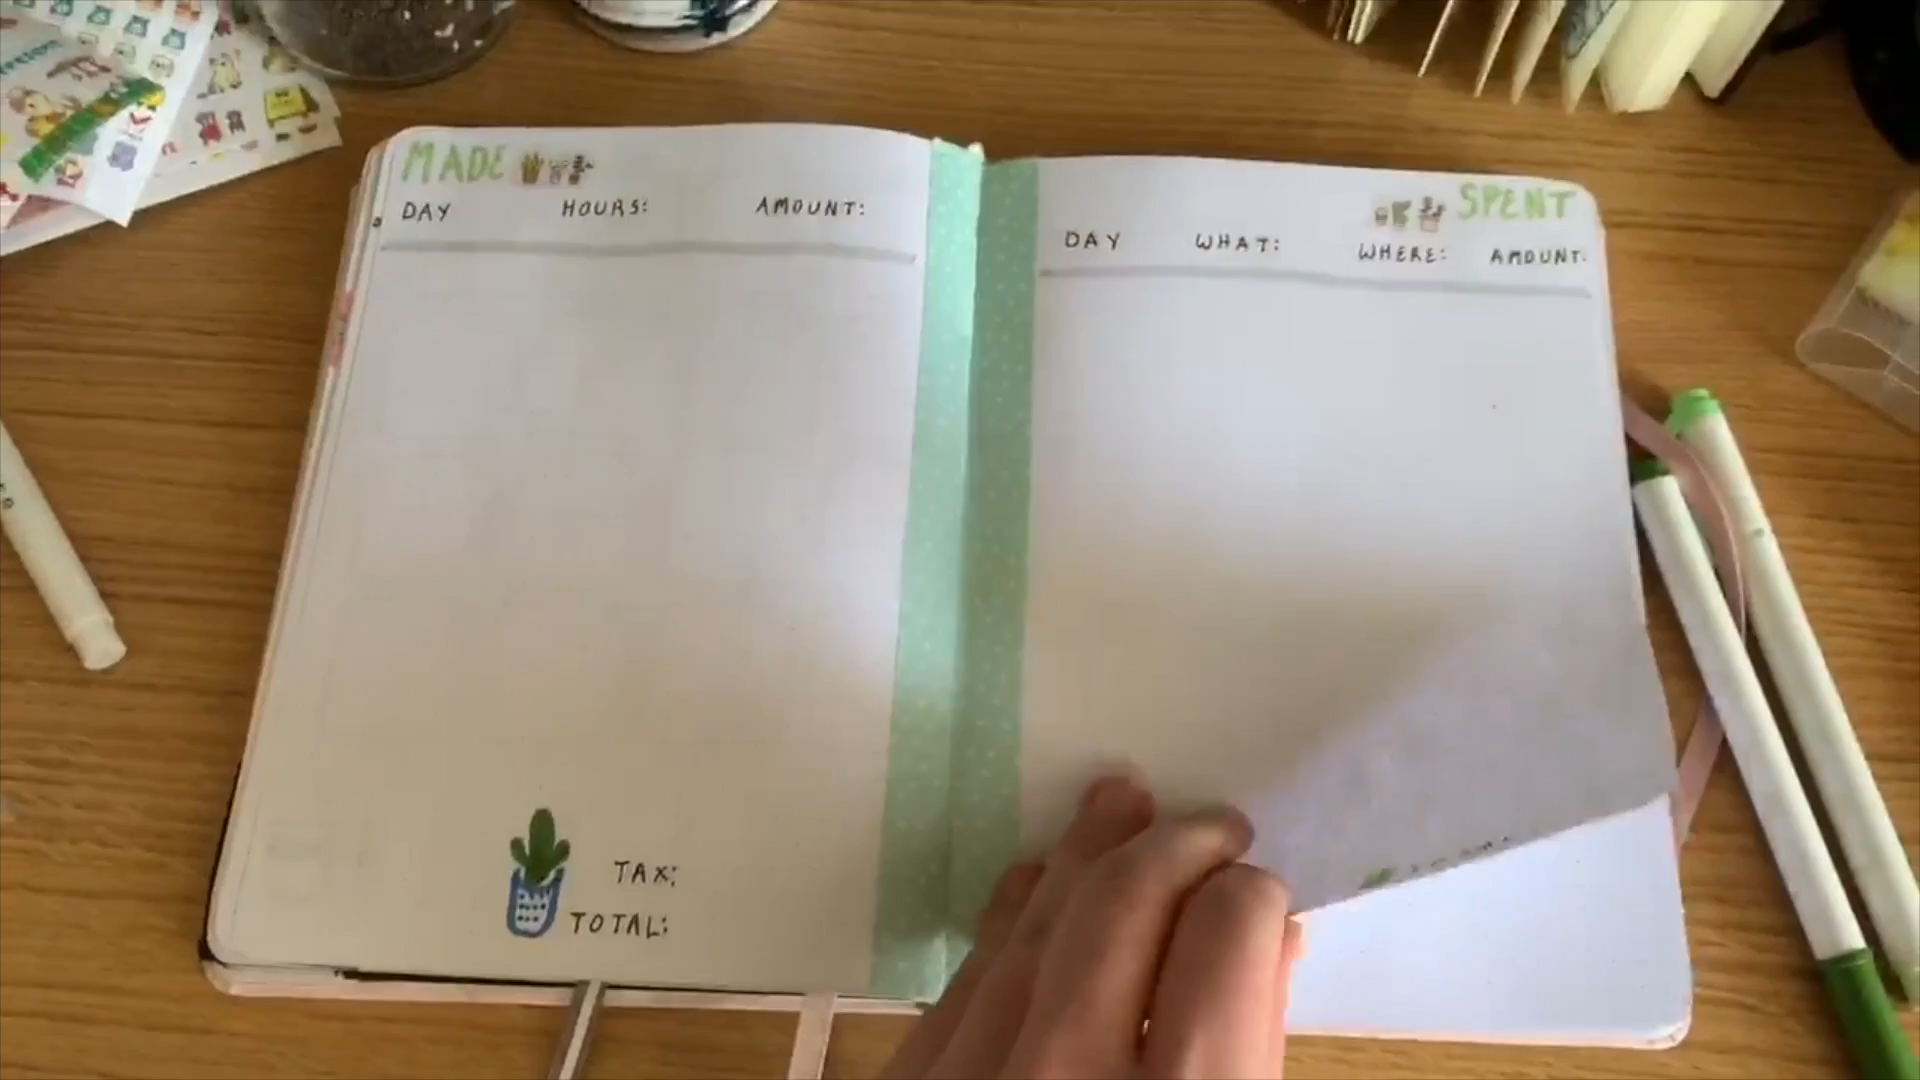 MADE
DAY HOURS: AMOUNT:
TAX:
TOTAL:
SPENT
DAY WHAT: WHERE: AMOUNT: